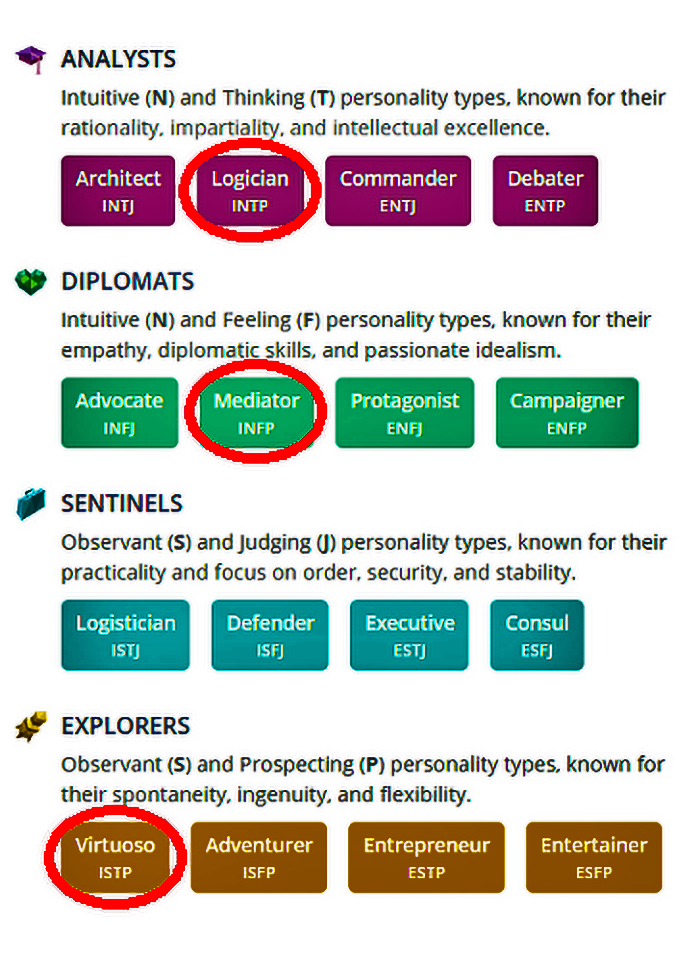 ANALYSTS
Intuitive (N) and Thinking (T) personality types, known for their
rationality, impartiality, and intellectual excellence.
Architect Logician Commander Debater
INTJ INTP ENTJ ENTP
DIPLOMATS
Intuitive (N) and Feeling (F) personality types, known for their
empathy, diplomatic skills, and passionate idealism.
Advocate Mediator Protagonist Campaigner
INFJ INFP ENFJ ENFP
SENTINELS
Observant (S) and Judging (J) personality types, known for their
practicality and focus on order, security, and stability.
Logistician Defender Executive Consul
ISTJ ISFJ ESTJ ESFJ
EXPLORERS
Observant (S) and Prospecting (P) personality types, known for
their spontaneity, ingenuity, and flexibility.
Virtuoso Adventurer Entrepreneur Entertainer
ISTP ISFP ESTP ESFP